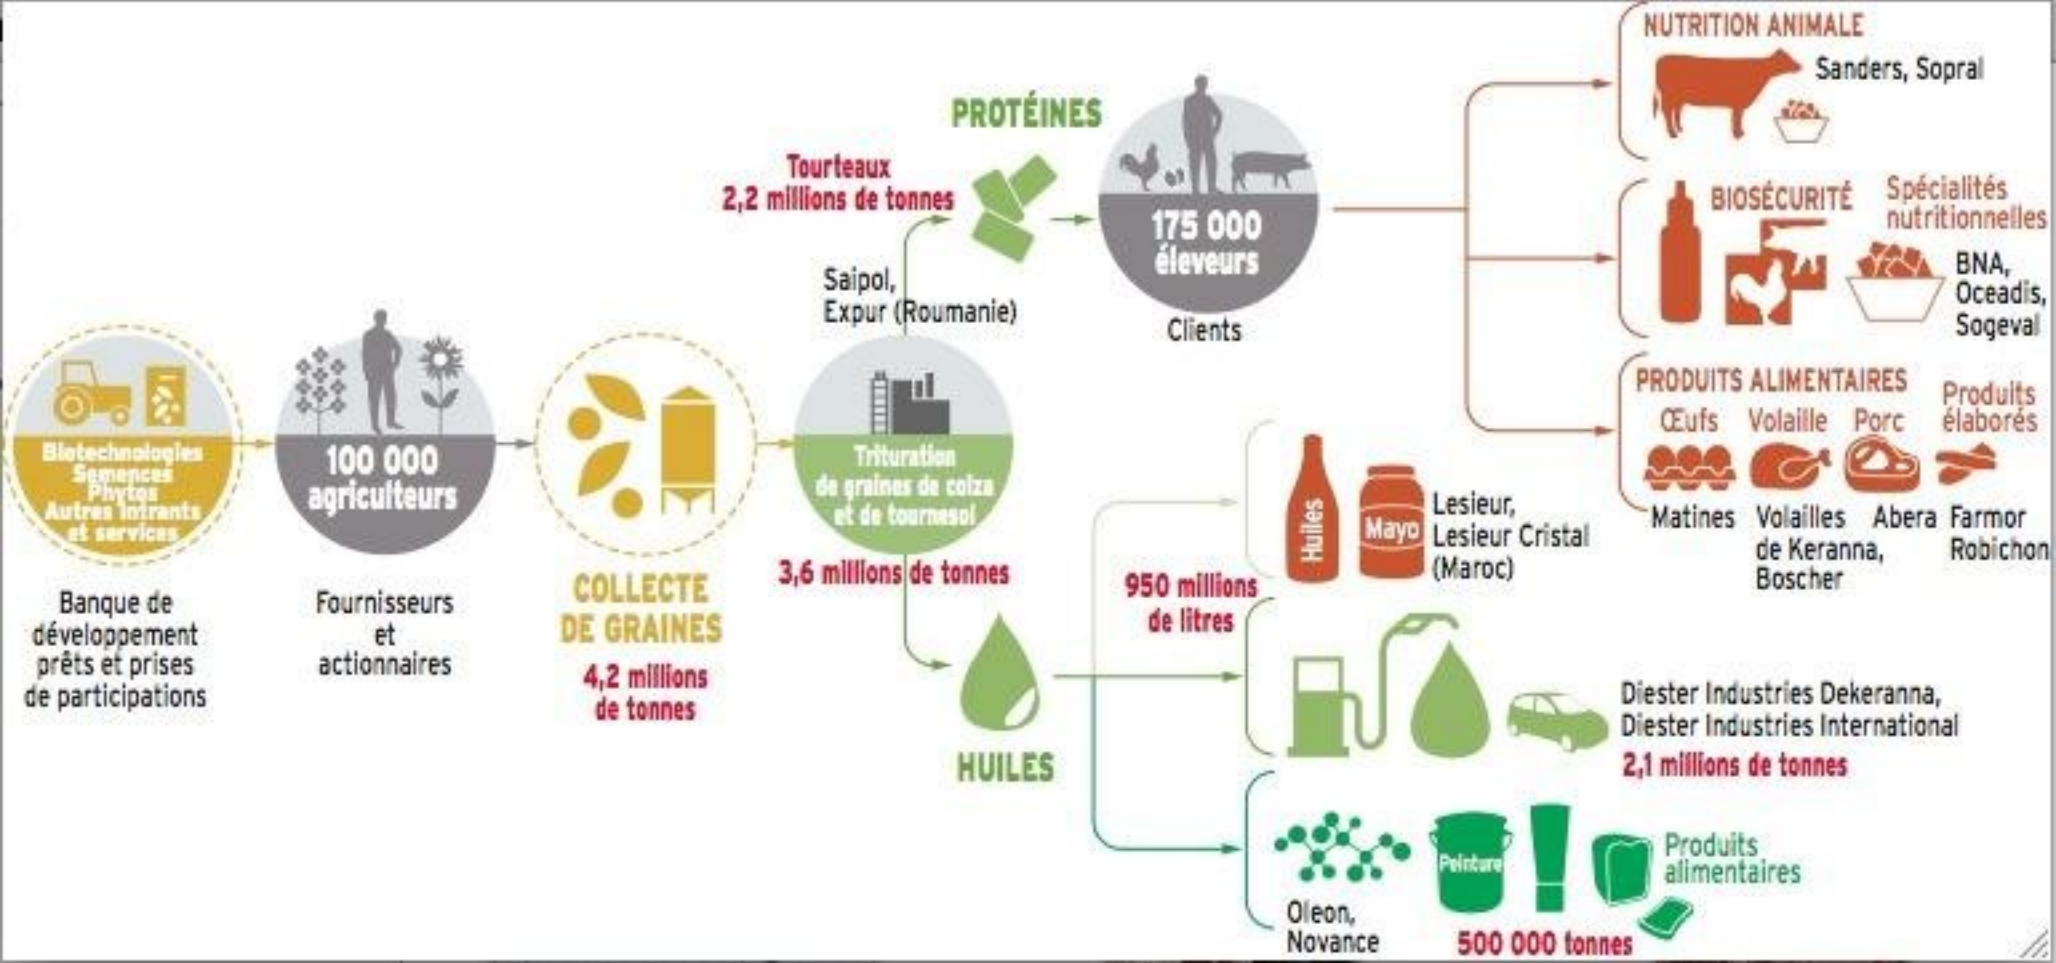 Biotechnologies
Semences
Phytos
Autres intrants
et services
Banque de
développement
prêts et prises
de participations
100 000
agriculteurs
Fournisseurs
et
actionnaires
COLLECTE
DE GRAINES
4,2 millions
de tonnes
Trituration
de graines de colza
et de tournesol
3,6 millions de tonnes
Saipol,
Expur (Roumanie)
Tourteaux
2,2 millions de tonnes
PROTÉINES
175 000
éleveurs
Clients
NUTRITION ANIMALE
Sanders, Sopral
BIOSÉCURITÉ
Spécialités
nutritionnelles
BNA,
Oceadis,
Sogeval
PRODUITS ALIMENTAIRES
Œufs
Volaille
Porc
Produits
élaborés
Matines
Volailles
de Keranna,
Boscher
Abera
Farmor
Robichon
HUILES
950 millions
de litres
Huiles
Mayo
Lesieur,
Lesieur Cristal
(Maroc)
Diester Industries Dekeranna,
Diester Industries International
2,1 millions de tonnes
Peinture
Produits
alimentaires
Oleon,
Novance
500 000 tonnes